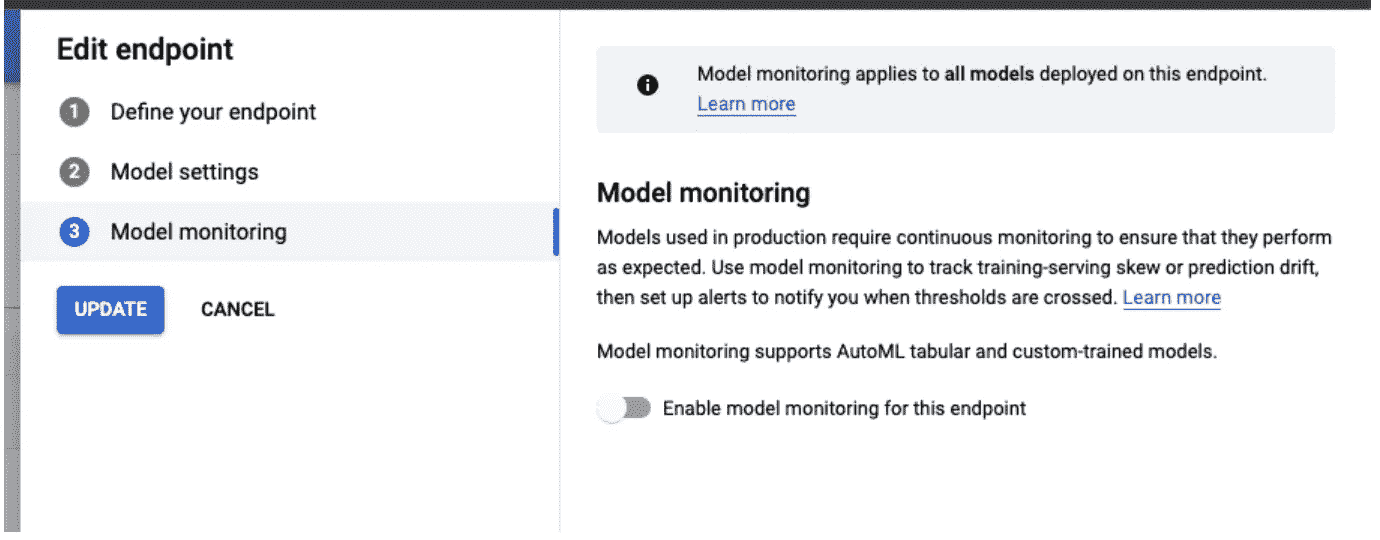 Edit endpoint
1 Define your endpoint
2 Model settings
3 Model monitoring
UPDATE CANCEL
Model monitoring applies to all models deployed on this endpoint.
Learn more
Model monitoring
Models used in production require continuous monitoring to ensure that they perform
as expected. Use model monitoring to track training-serving skew or prediction drift,
then set up alerts to notify you when thresholds are crossed. Learn more
Model monitoring supports AutoML tabular and custom-trained models.
Enable model monitoring for this endpoint